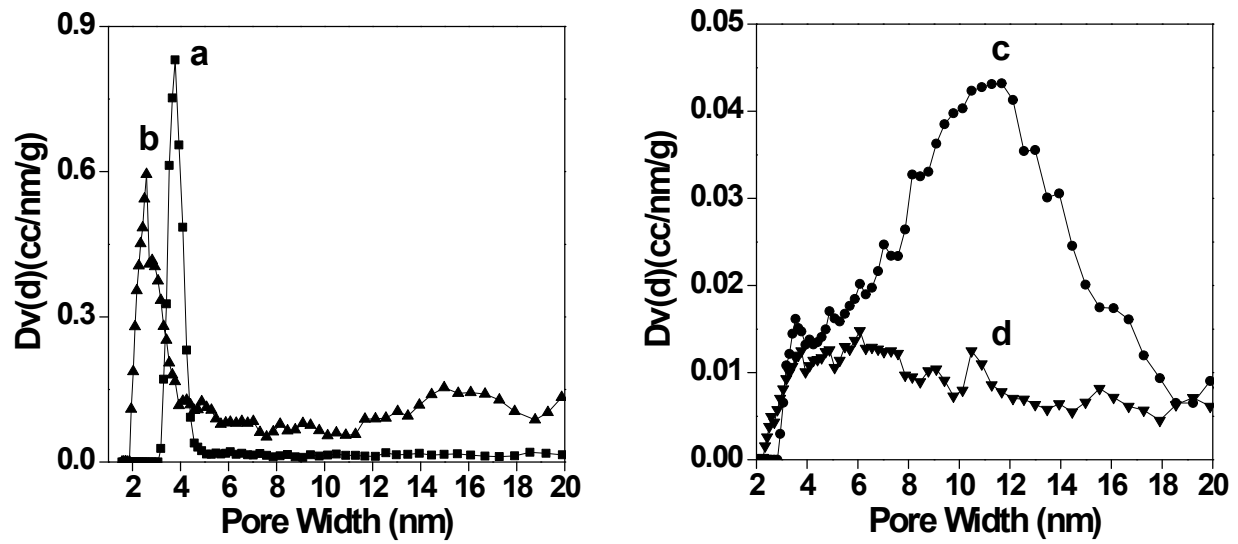 0.9
0.6
0.3
0.0
Dv(d)(cc/nm/g)
a
b
2 4 6 8 10 12 14 16 18 20
Pore Width (nm)
0.05
0.04
0.03
0.02
0.01
0.00
Dv(d)(cc/nm/g)
c
d
2 4 6 8 10 12 14 16 18 20
Pore Width (nm)